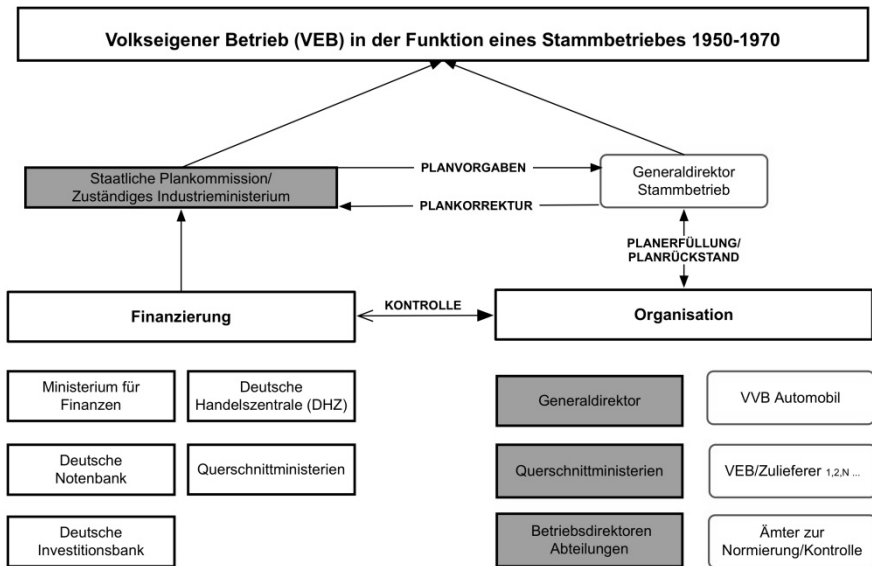 Volkseigener Betrieb (VEB) in der Funktion eines Stammbetriebes 1950-1970
Staatliche Plankommission/
Zuständiges Industrieministerium
PLANVORGABEN
PLANKORREKTUR
Generaldirektor
Stammbetrieb
PLANERFÜLLUNG/
PLANRÜCKSTAND
Finanzierung
KONTROLLE
Organisation
Ministerium für
Finanzen
Deutsche
Handelszentrale (DHZ)
Generaldirektor
VVB Automobil
Deutsche
Notenbank
Querschnittministerien
Querschnittministerien
VEB/Zulieferer 1,2,N ...
Deutsche
Investitionsbank
Betriebsdirektoren
Abteilungen
Ämter zur
Normierung/Kontrolle